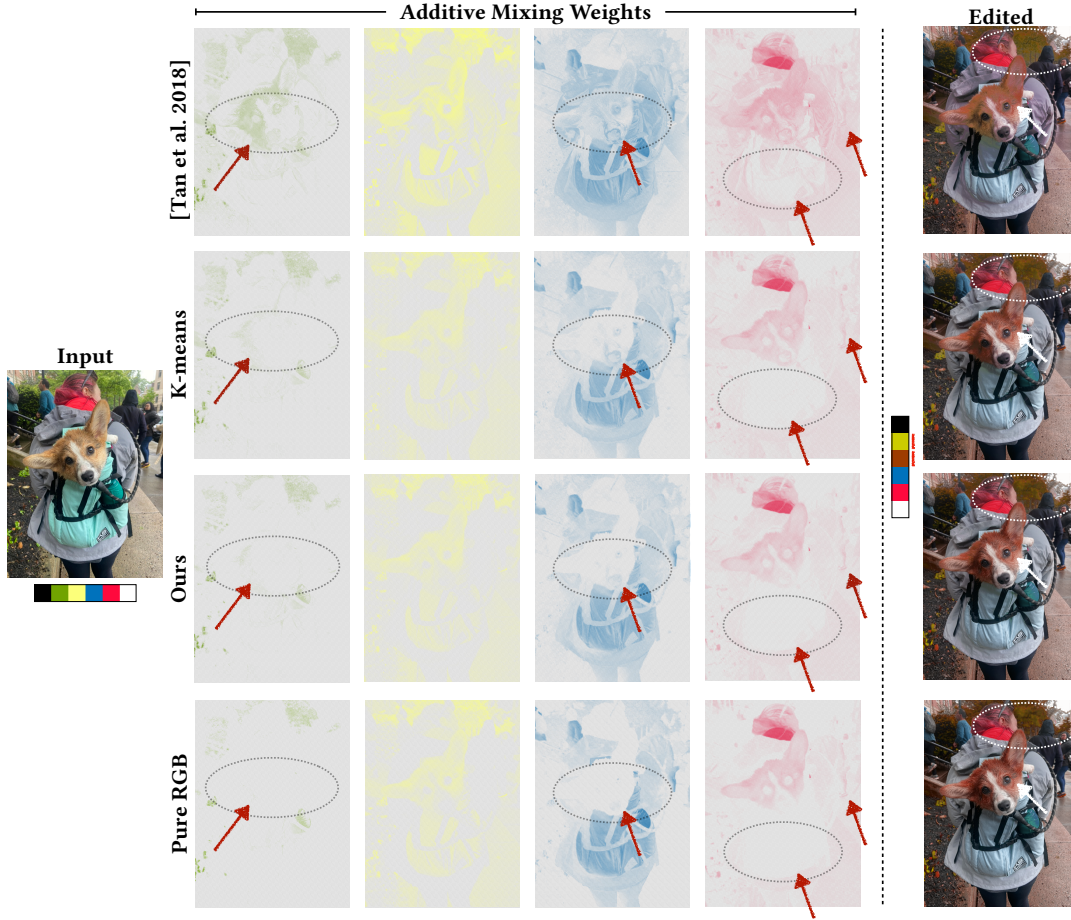 Additive Mixing Weights
Edited
[Tan et al. 2018]
K-means
Input
Ours
Pure RGB